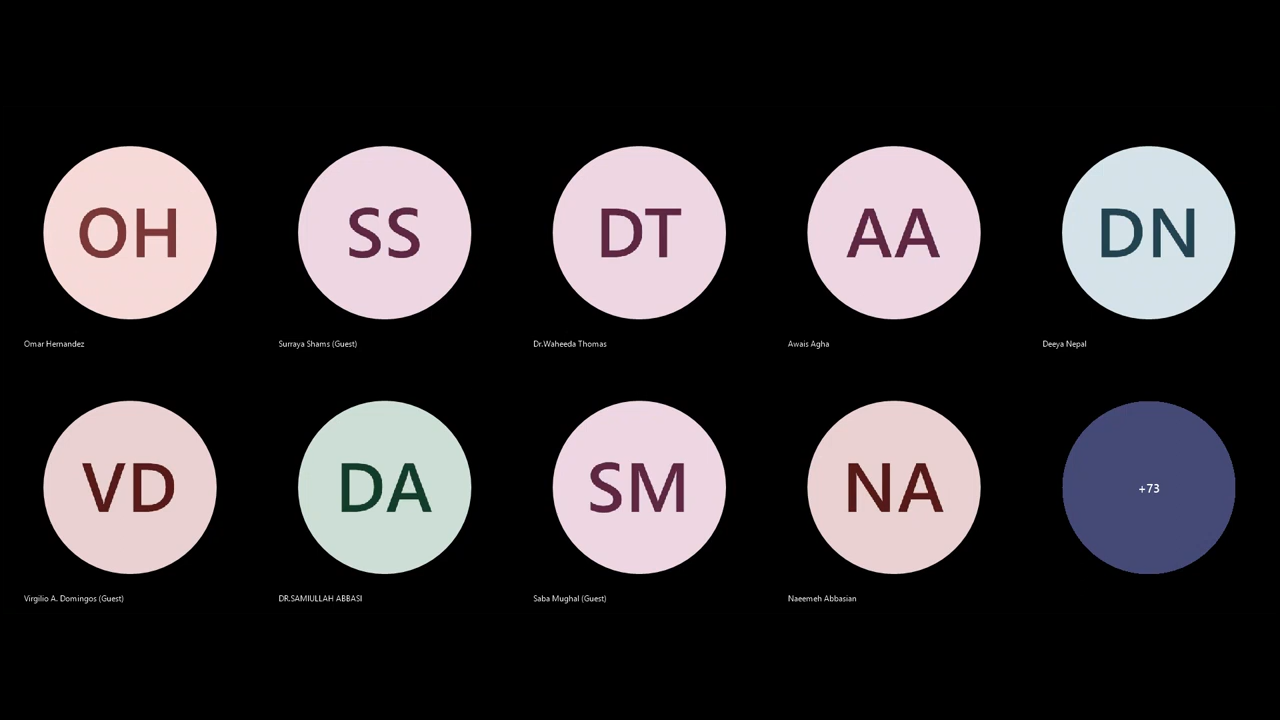 OH
SS
DT
AA
DN
Omar Hernandez
Surraya Shams (Guest)
Dr.Waheeda Thomas
Awais Agha
Deeya Nepal
VD
DA
SM
NA
+73
Virgilio A. Domingos (Guest)
DR.SAMIULLAH ABBASI
Saba Mughal (Guest)
Naeemeh Abbasian